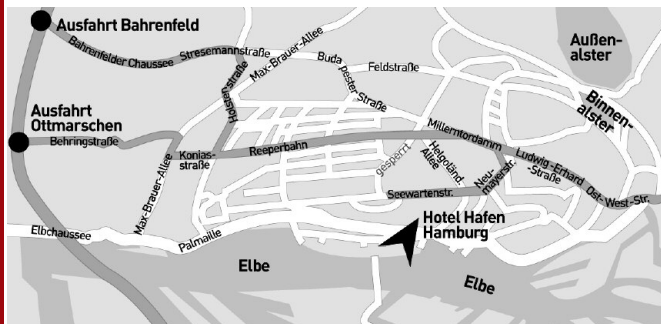 Ausfahrt Bahrenfeld
Bahrenfelder Chaussee
Stresemannstraße
Max-Brauer-Allee
Holstenstraße
Buda
pester
Straße
Feldstraße
Außen-
alster
Binnen-
alster
Ausfahrt
Ottmarschen
Behringstraße
Max-Brauer-Allee
Konias-
straße
Reeperbahn
gesperrt
Millerntordamm
Helgoländ.
Allee
Neu-
mayerstr.
Ludwig-Erhard
-Straße
Ost-West-Str.
Seewartenstr.
Hotel Hafen
Hamburg
Elbchaussee
Palmaille
Elbe
Elbe